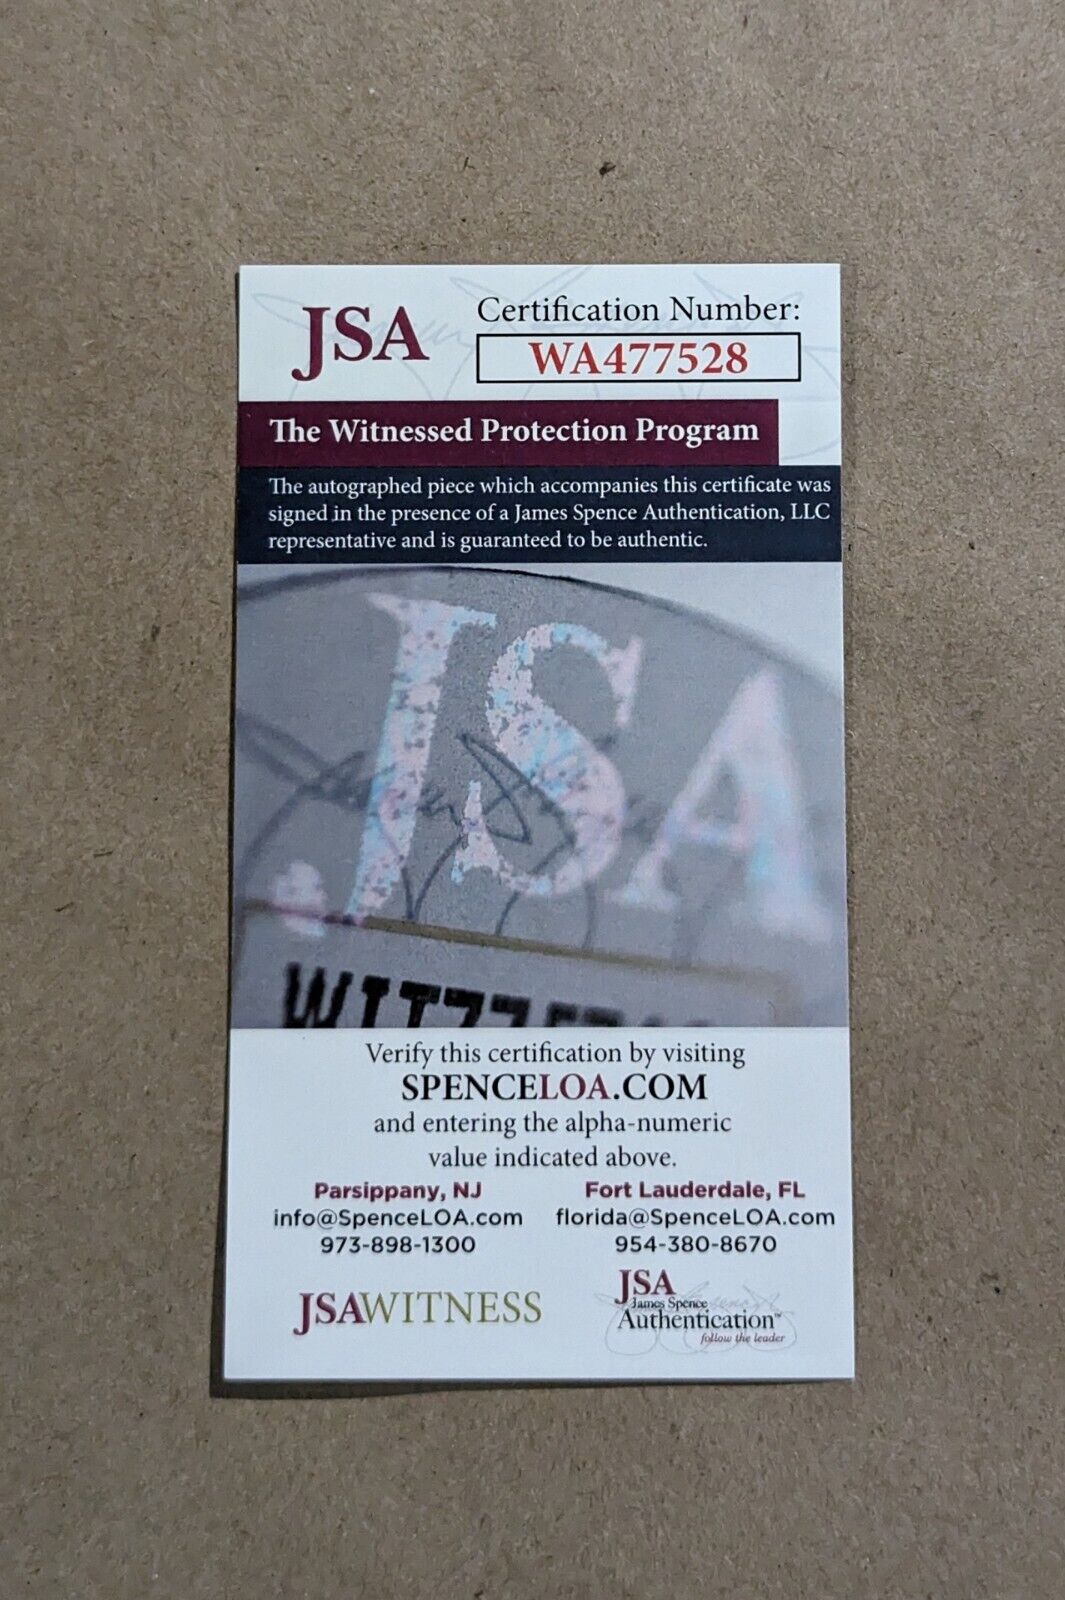 JSA
Certification Number:
WA477528
The Witnessed Protection Program
The autographed piece which accompanies this certificate was
signed in the presence of a James Spence Authentication, LLC
representative and is guaranteed to be authentic.
JSA
Verify this certification by visiting
SPENCELOA.COM
and entering the alpha-numeric
value indicated above.
Parsippany, NJ
info@SpenceLOA.com
973-898-1300
Fort Lauderdale, FL
florida@SpenceLOA.com
954-380-8670
JSAWITNESS
JSA
James Spence
Authentication™
follow the leader